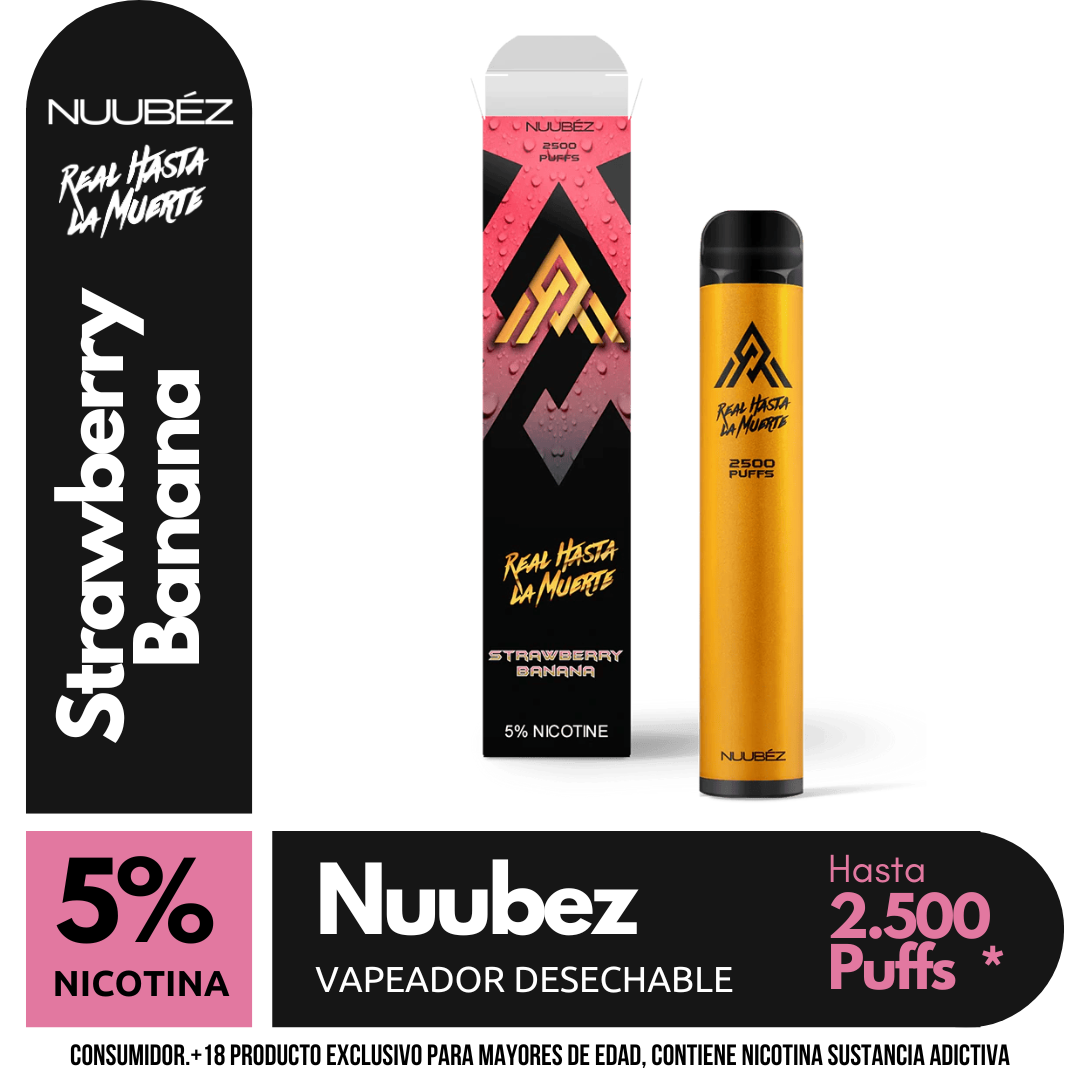 NUUBÉZ
REAL HASTA
LA MUERTE
Strawberry
Banana
NUUBÉZ
2500
PUFFS
REAL HASTA
LA MUERTE
STRAWBERRY
BANANA
5% NICOTINE
REAL HASTA
LA MUERTE
2500
PUFFS
NUUBÉZ
5%
NICOTINA
Nuubez
VAPEADOR DESECHABLE
Hasta
2.500
Puffs *
CONSUMIDOR.+18 PRODUCTO EXCLUSIVO PARA MAYORES DE EDAD, CONTIENE NICOTINA SUSTANCIA ADICTIVA